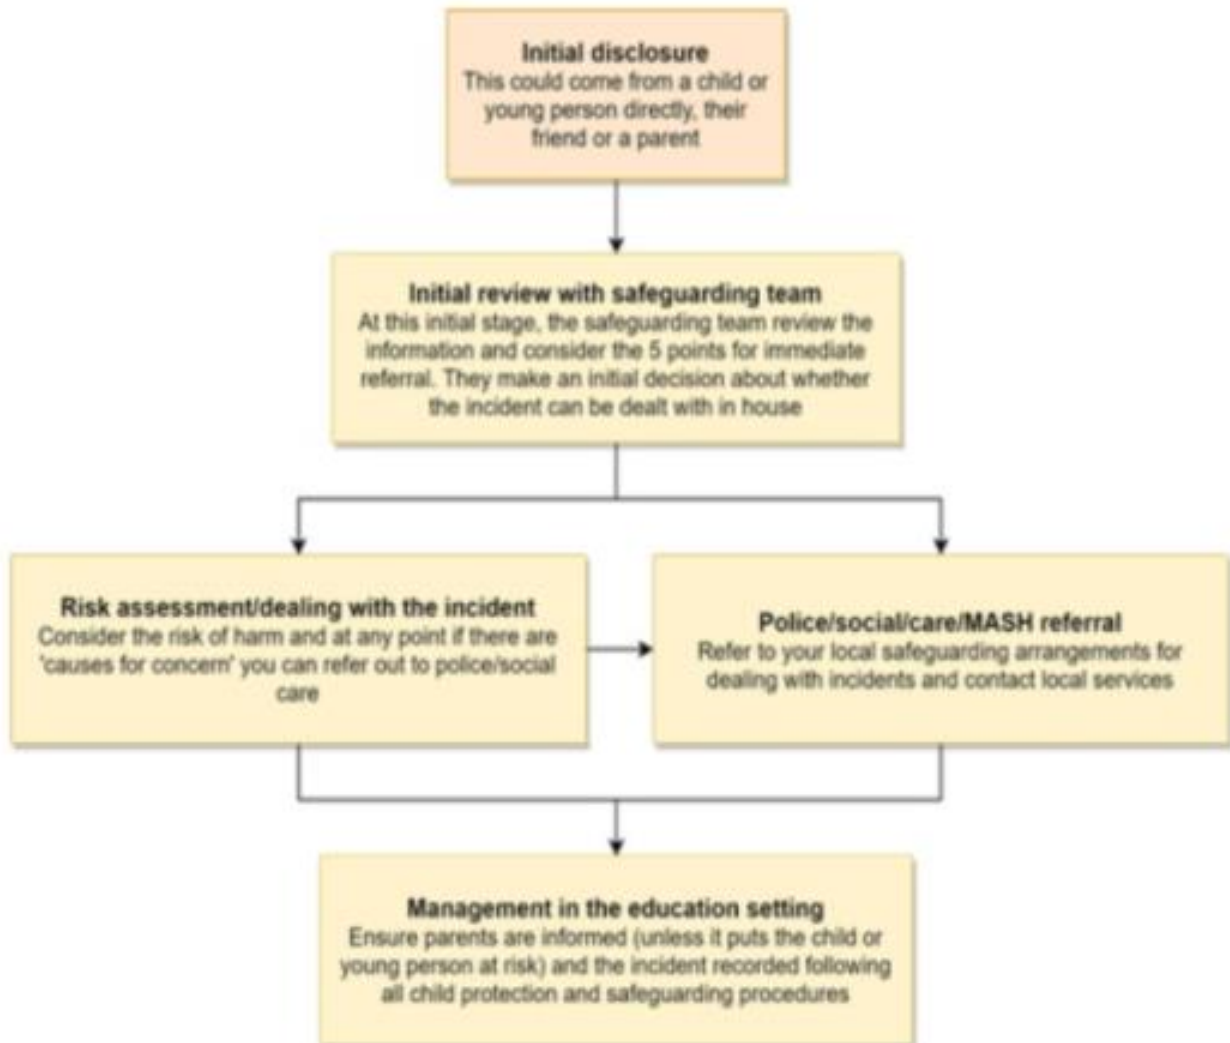 Initial disclosure
This could come from a child or
young person directly, their
friend or a parent
Initial review with safeguarding team
At this initial stage, the safeguarding team review the
information and consider the 5 points for immediate
referral. They make an initial decision about whether
the incident can be dealt with in house
Risk assessment/dealing with the incident
Consider the risk of harm and at any point if there are
'causes for concern' you can refer out to police/social
care
Police/social/care/MASH referral
Refer to your local safeguarding arrangements for
dealing with incidents and contact local services
Management in the education setting
Ensure parents are informed (unless it puts the child or
young person at risk) and the incident recorded following
all child protection and safeguarding procedures